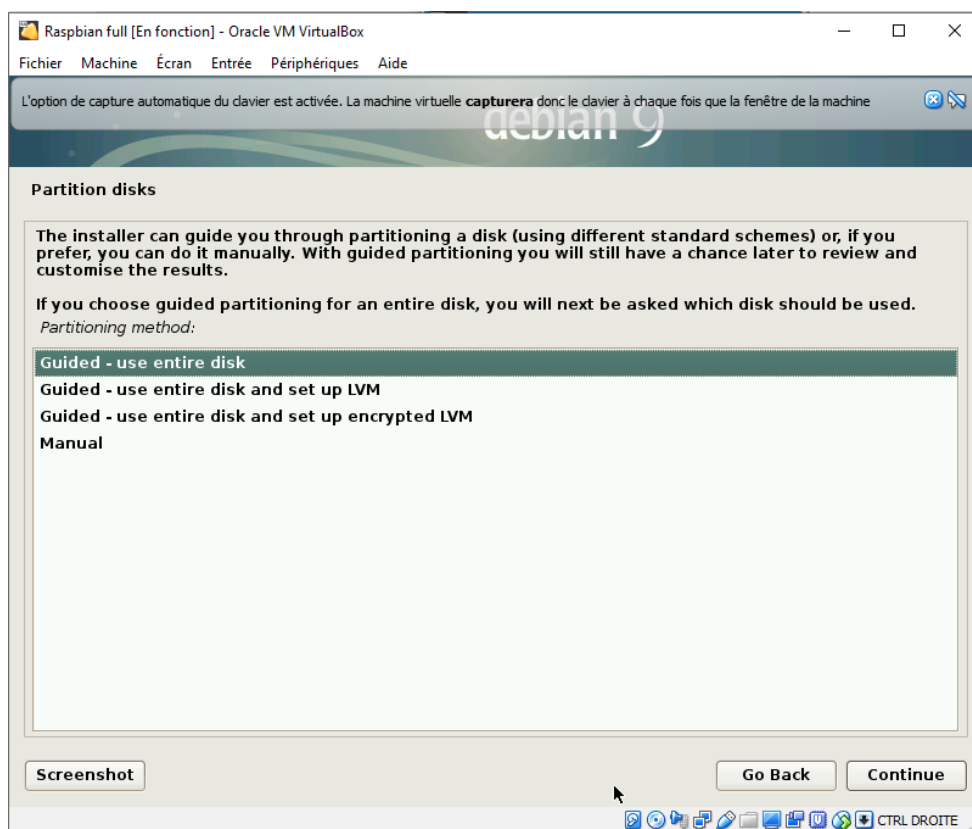 Raspbian full [En fonction] - Oracle VM VirtualBox
Fichier Machine Écran Entrée Périphériques Aide
L'option de capture automatique du clavier est activée. La machine virtuelle capturera donc le clavier à chaque fois que la fenêtre de la machine
debian 9
Partition disks
The installer can guide you through partitioning a disk (using different standard schemes) or, if you
prefer, you can do it manually. With guided partitioning you will still have a chance later to review and
customise the results.
If you choose guided partitioning for an entire disk, you will next be asked which disk should be used.
Partitioning method:
Guided - use entire disk
Guided - use entire disk and set up LVM
Guided - use entire disk and set up encrypted LVM
Manual
Screenshot Go Back Continue
CTRL DROITE